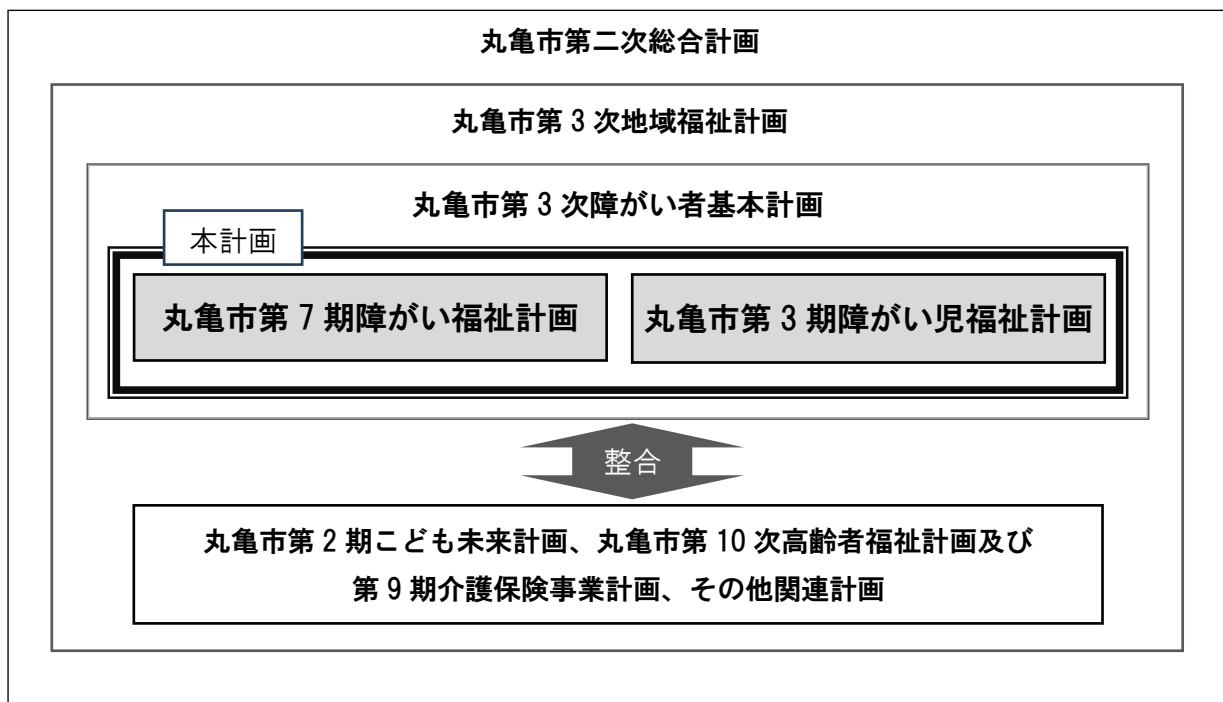 丸亀市第二次総合計画
丸亀市第3次地域福祉計画
丸亀市第3次障がい者基本計画
本計画
丸亀市第7期障がい福祉計画
丸亀市第3期障がい児福祉計画
整合
丸亀市第2期こども未来計画、丸亀市第10次高齢者福祉計画及び
第9期介護保険事業計画、その他関連計画